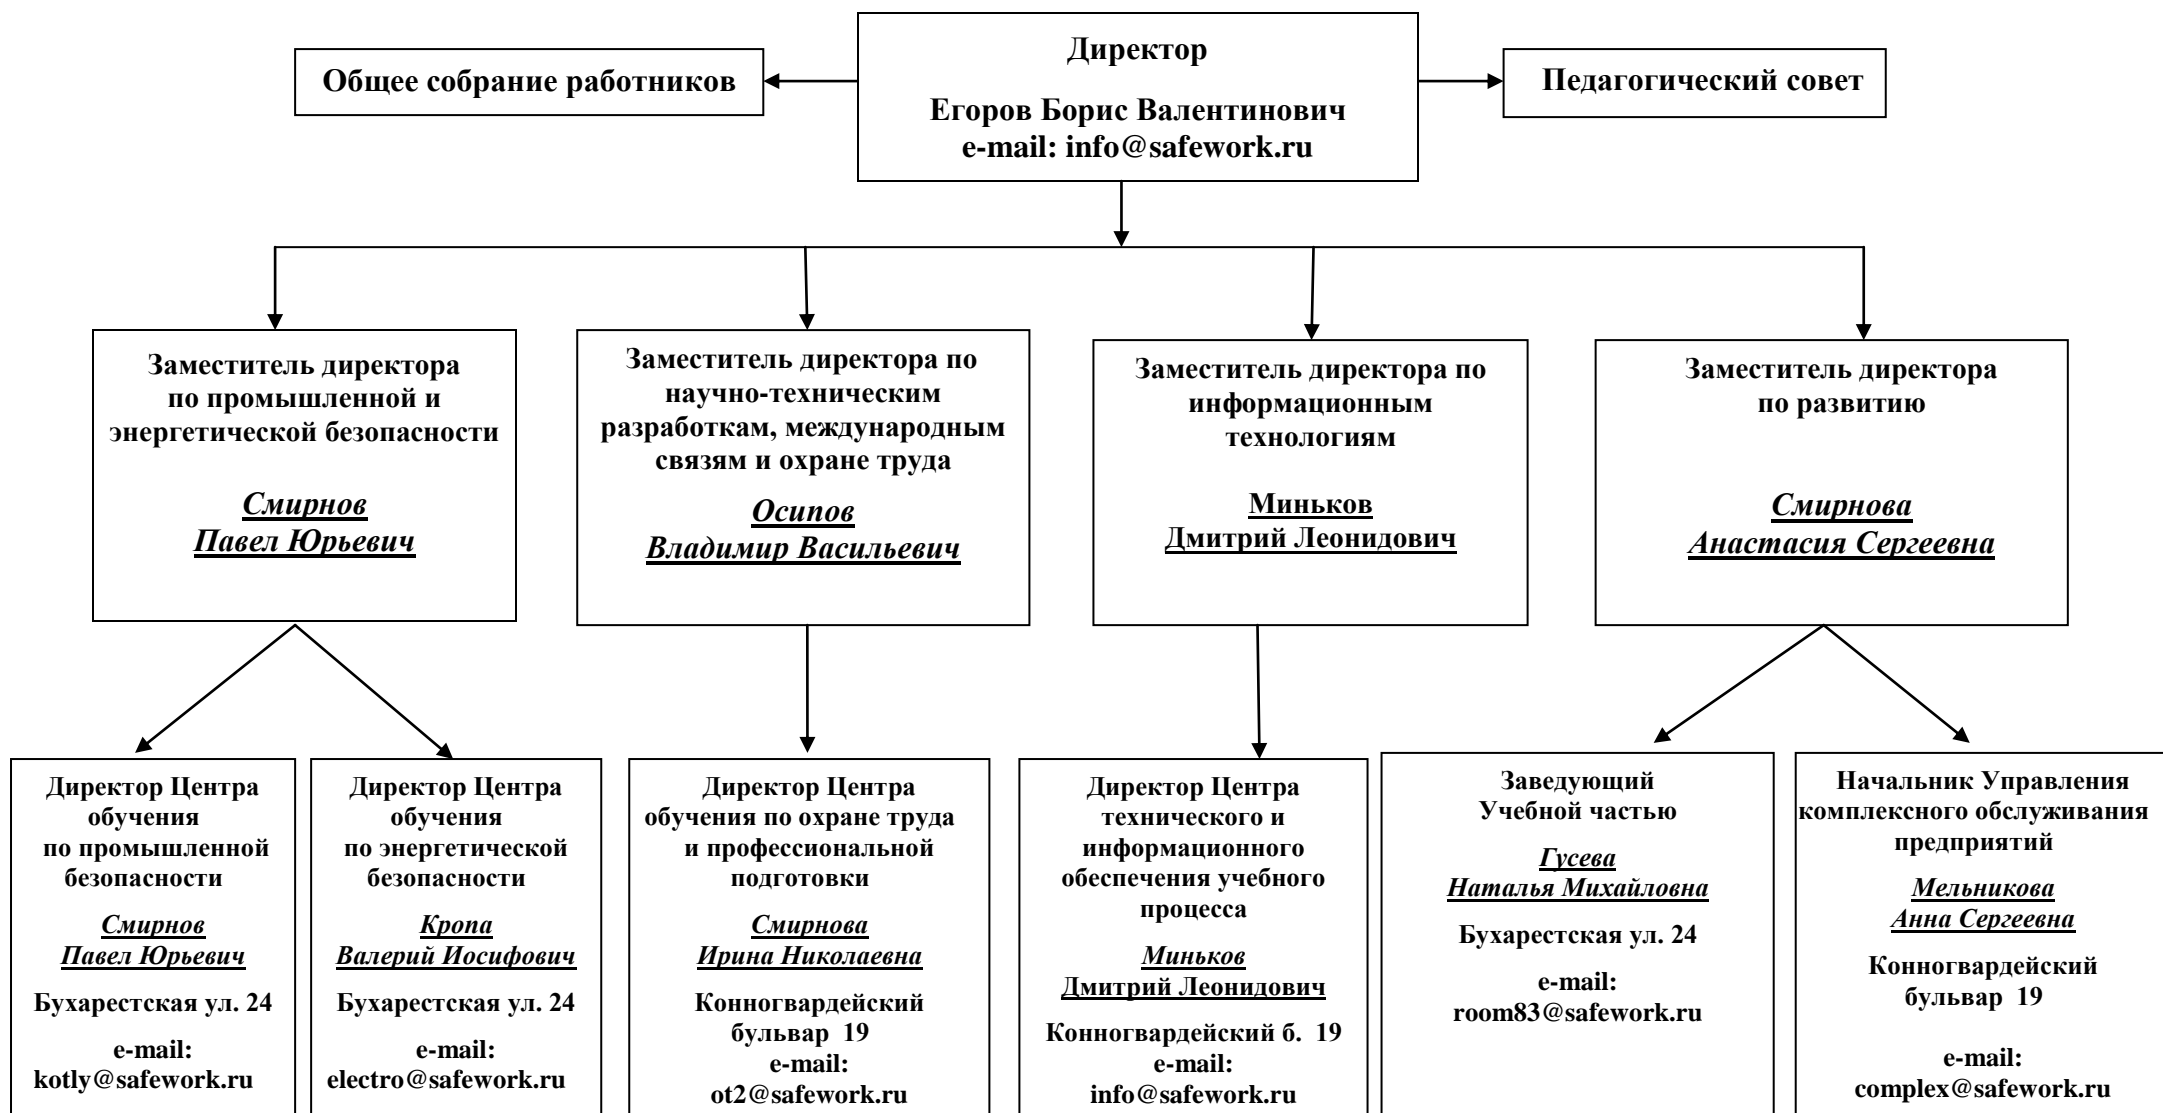 Директор
Егоров Борис Валентинович
e-mail: info@safework.ru
Общее собрание работников
Педагогический совет
Заместитель директора
по промышленной и
энергетической безопасности
Смирнов
Павел Юрьевич
Заместитель директора по
научно-техническим
разработкам, международным
связям и охране труда
Осипов
Владимир Васильевич
Заместитель директора по
информационным
технологиям
Миньков
Дмитрий Леонидович
Заместитель директора
по развитию
Смирнова
Анастасия Сергеевна
Директор Центра
обучения
по промышленной
безопасности
Смирнов
Павел Юрьевич
Бухарестская ул. 24
e-mail:
kotly@safework.ru
Директор Центра
обучения
по энергетической
безопасности
Кропа
Валерий Иосифович
Бухарестская ул. 24
e-mail:
electro@safework.ru
Директор Центра
обучения по охране труда
и профессиональной
подготовки
Смирнова
Ирина Николаевна
Конногвардейский
бульвар 19
e-mail:
ot2@safework.ru
Директор Центра
технического и
информационного
обеспечения учебного
процесса
Миньков
Дмитрий Леонидович
Конногвардейский б. 19
e-mail:
info@safework.ru
Заведующий
Учебной частью
Гусева
Наталья Михайловна
Бухарестская ул. 24
e-mail:
room83@safework.ru
Начальник Управления
комплексного обслуживания
предприятий
Мельникова
Анна Сергеевна
Конногвардейский
бульвар 19
e-mail:
complex@safework.ru